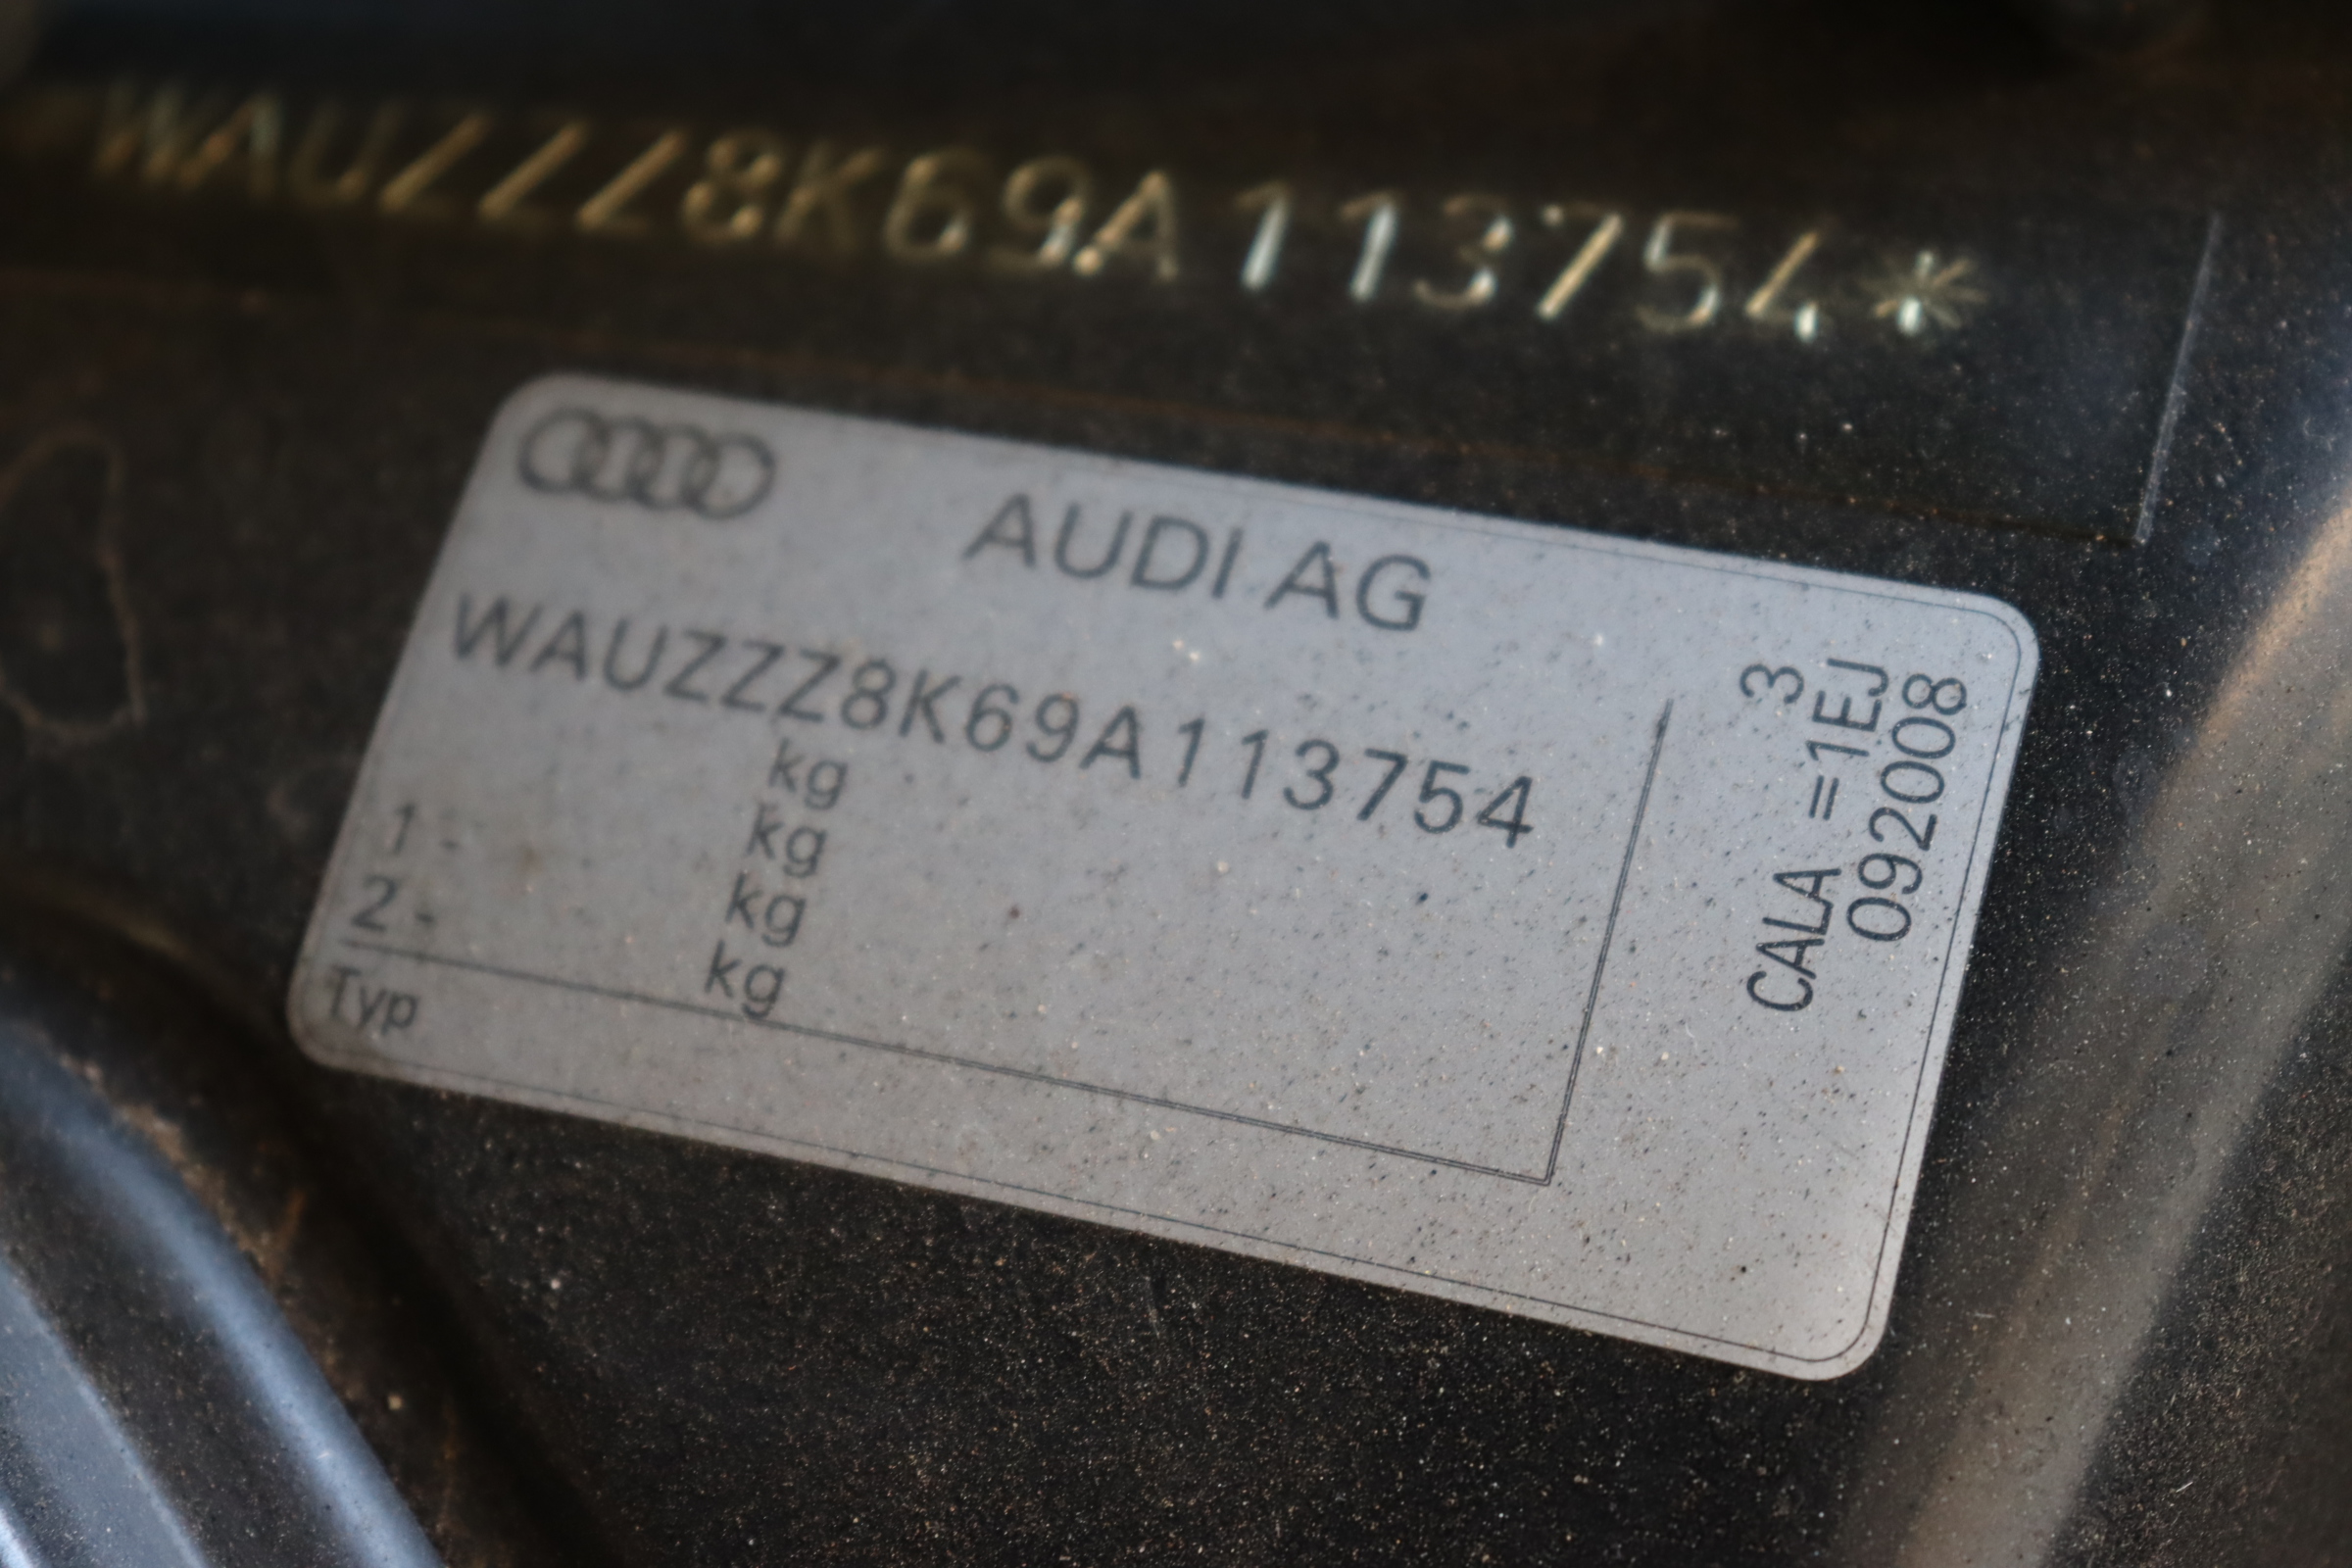 WAUZZZ8K69A113754*
AUDI AG
WAUZZZ8K69A113754
kg
1 - kg
2 - kg
kg
Typ
3
CALA =1EJ
092008